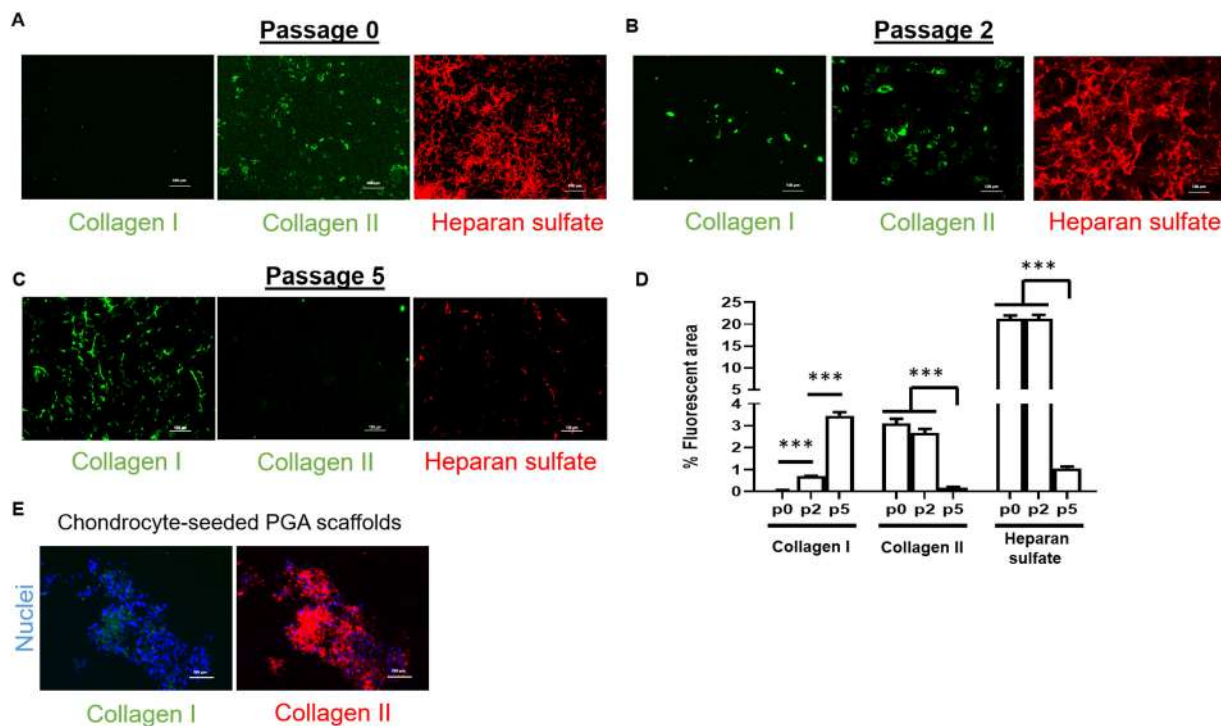 A
Passage 0
Collagen I
Collagen II
Heparan sulfate
B
Passage 2
Collagen I
Collagen II
Heparan sulfate
C
Passage 5
Collagen I
Collagen II
Heparan sulfate
D
% Fluorescent area
25
20
15
10
5
4
3
2
1
0
***
***
***
***
p0 p2 p5 p0 p2 p5 p0 p2 p5
Collagen I
Collagen II
Heparan
sulfate
E
Chondrocyte-seeded PGA scaffolds
Nuclei
Collagen I
Collagen II